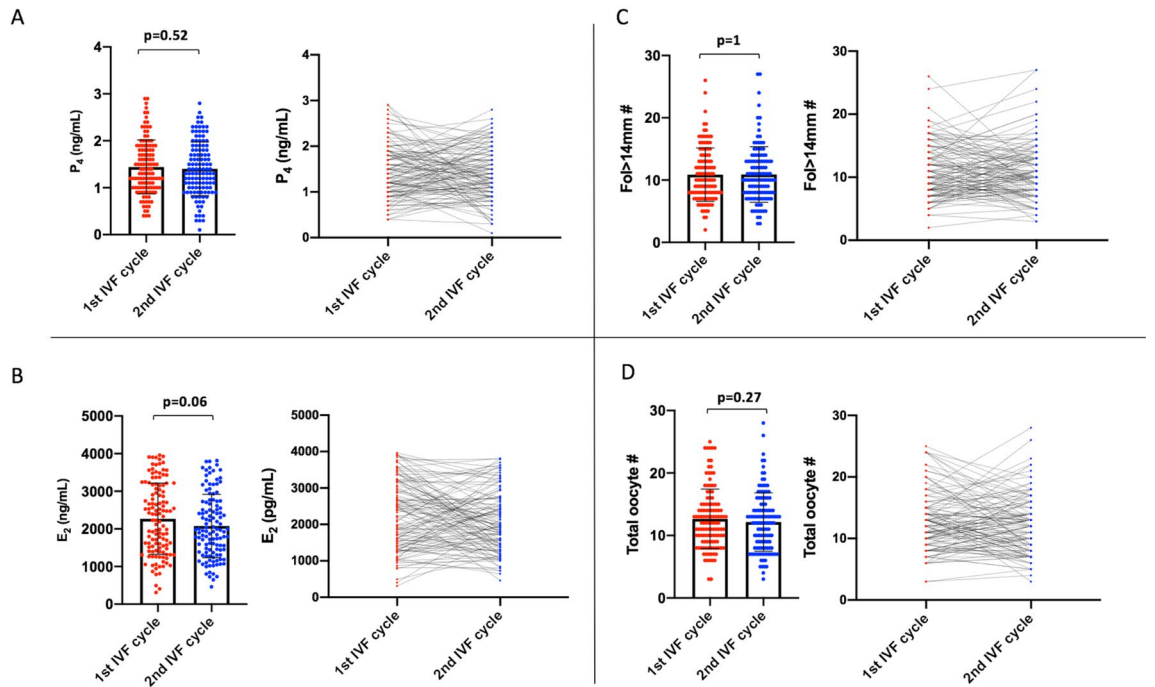 A
p=0.52
P4 (ng/mL)
4
3
2
1
0
1st IVF cycle
2nd IVF cycle
P4 (ng/mL)
4
3
2
1
0
1st IVF cycle
2nd IVF cycle
C
p=1
Fol>14mm #
30
20
10
0
1st IVF cycle
2nd IVF cycle
Fol>14mm #
30
20
10
0
1st IVF cycle
2nd IVF cycle
B
p=0.06
E2 (ng/mL)
5000
4000
3000
2000
1000
0
1st IVF cycle
2nd IVF cycle
E2 (pg/mL)
5000
4000
3000
2000
1000
0
1st IVF cycle
2nd IVF cycle
D
p=0.27
Total oocyte #
30
20
10
0
1st IVF cycle
2nd IVF cycle
Total oocyte #
30
20
10
0
1st IVF cycle
2nd IVF cycle